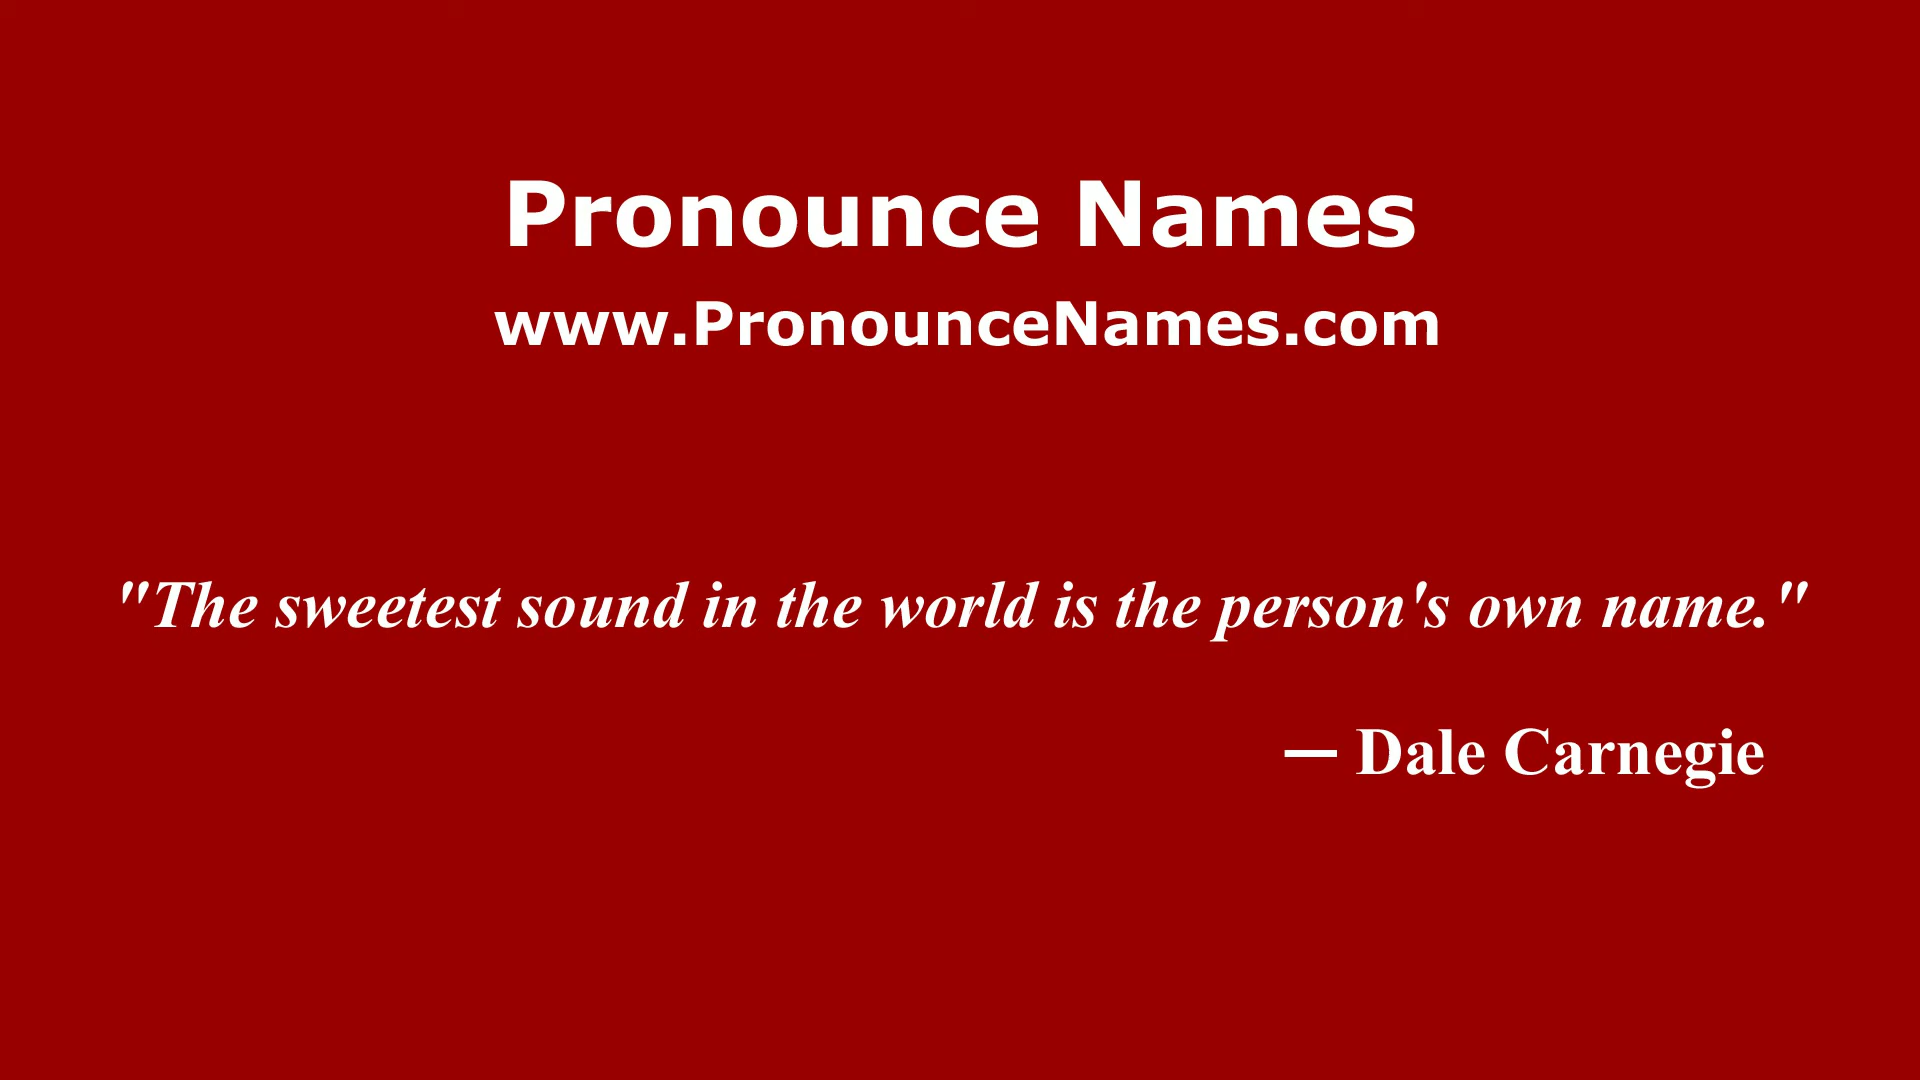 Pronounce Names
www.PronounceNames.com
"The sweetest sound in the world is the person's own name."
— Dale Carnegie